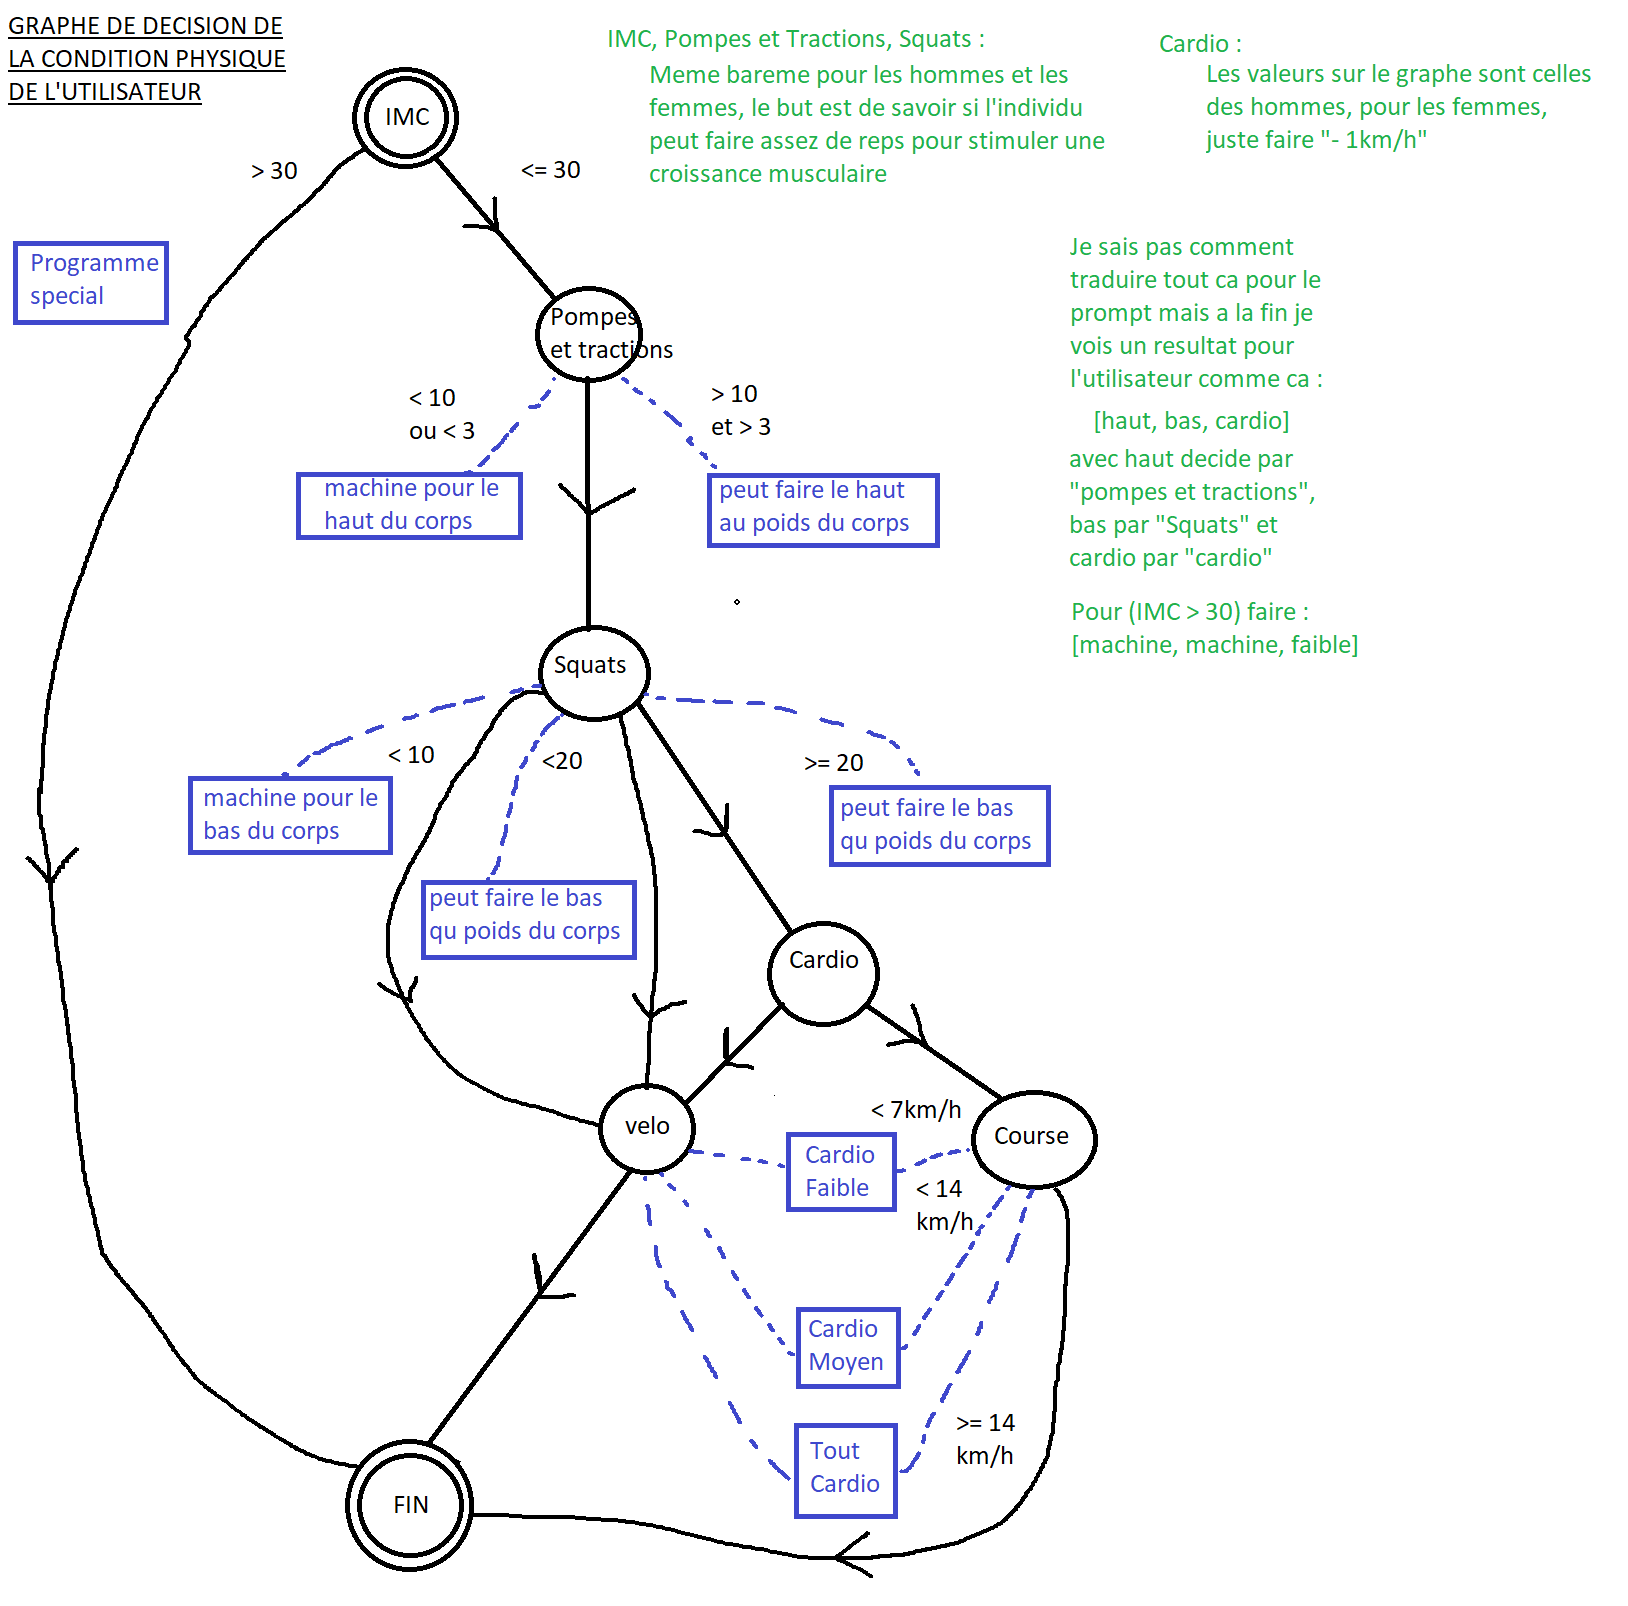 GRAPHE DE DECISION DE
LA CONDITION PHYSIQUE
DE L'UTILISATEUR
IMC, Pompes et Tractions, Squats :
Meme bareme pour les hommes et les
femmes, le but est de savoir si l'individu
peut faire assez de reps pour stimuler une
croissance musculaire
Cardio :
Les valeurs sur le graphe sont celles
des hommes, pour les femmes,
juste faire "- 1km/h"
IMC
> 30
<= 30
Programme
special
Je sais pas comment
traduire tout ca pour le
prompt mais a la fin je
vois un resultat pour
l'utilisateur comme ca :
[haut, bas, cardio]
avec haut decide par
"pompes et tractions",
bas par "Squats" et
cardio par "cardio"
Pour (IMC > 30) faire :
[machine, machine, faible]
Pompes
et tractions
< 10
ou < 3
> 10
et > 3
machine pour le
haut du corps
peut faire le haut
au poids du corps
Squats
< 10
<20
>= 20
machine pour le
bas du corps
peut faire le bas
qu poids du corps
peut faire le bas
qu poids du corps
Cardio
velo
< 7km/h
Course
Cardio
Faible
< 14
km/h
Cardio
Moyen
>= 14
km/h
Tout
Cardio
FIN